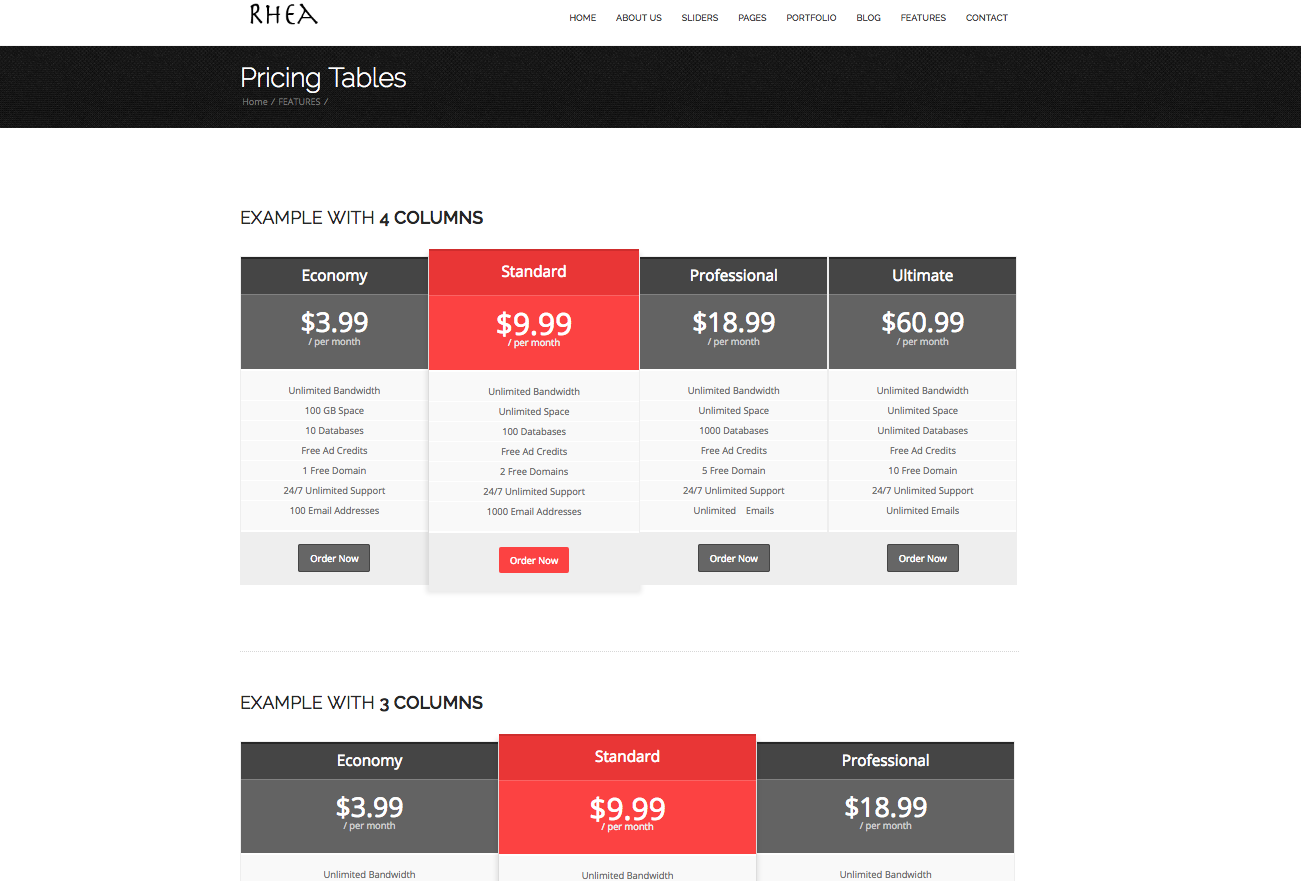 RHEA
HOME ABOUT US SLIDERS PAGES PORTFOLIO BLOG FEATURES CONTACT
Pricing Tables
Home / FEATURES /
EXAMPLE WITH 4 COLUMNS
Economy
$3.99
/ per month
Unlimited Bandwidth
100 GB Space
10 Databases
Free Ad Credits
1 Free Domain
24/7 Unlimited Support
100 Email Addresses
Order Now
Standard
$9.99
/ per month
Unlimited Bandwidth
Unlimited Space
100 Databases
Free Ad Credits
2 Free Domains
24/7 Unlimited Support
1000 Email Addresses
Order Now
Professional
$18.99
/ per month
Unlimited Bandwidth
Unlimited Space
1000 Databases
Free Ad Credits
5 Free Domain
24/7 Unlimited Support
Unlimited Emails
Order Now
Ultimate
$60.99
/ per month
Unlimited Bandwidth
Unlimited Space
Unlimited Databases
Free Ad Credits
10 Free Domain
24/7 Unlimited Support
Unlimited Emails
Order Now
EXAMPLE WITH 3 COLUMNS
Economy
$3.99
/ per month
Unlimited Bandwidth
Standard
$9.99
/ per month
Unlimited Bandwidth
Professional
$18.99
/ per month
Unlimited Bandwidth